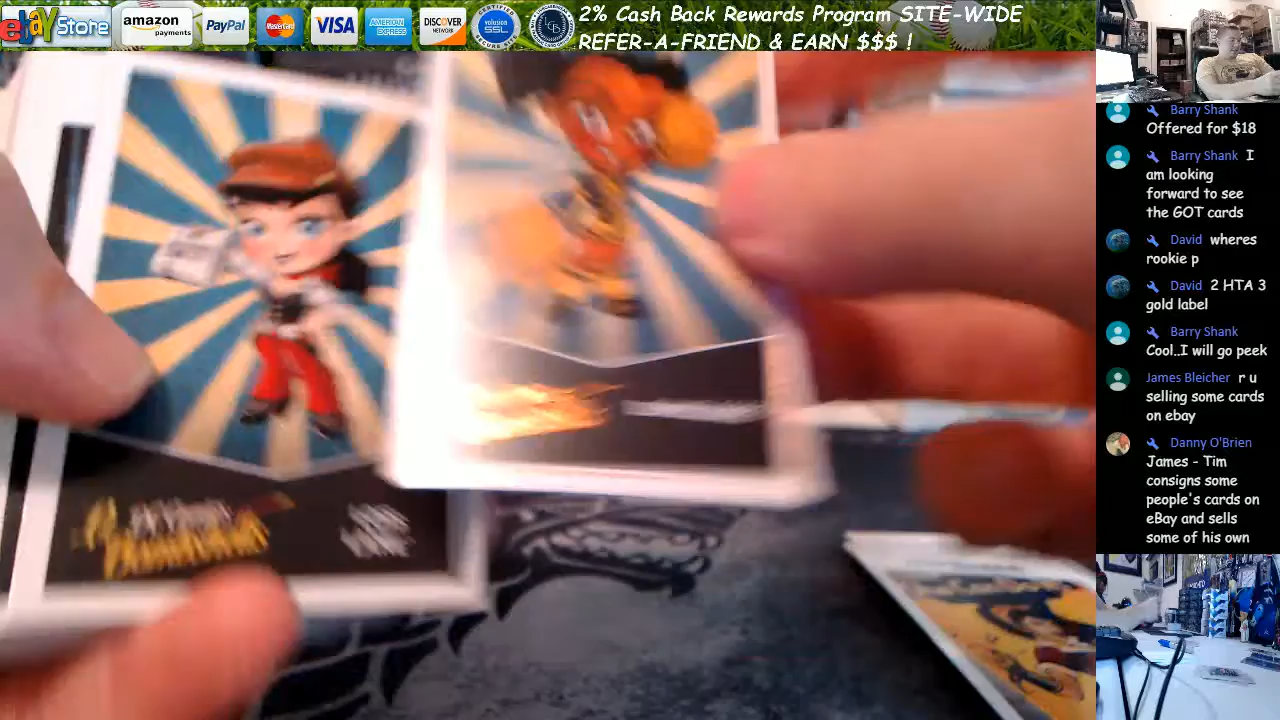 ebay Store
amazon
payments
PayPal
MasterCard
VISA
AMERICAN
EXPRESS
DISCOVER
NETWORK
CERTIFIED
volusion
SSL
SECURE SITE
2% Cash Back Rewards Program SITE-WIDE
REFER-A-FRIEND & EARN $$$ !
Barry Shank
Offered for $18
Barry Shank I
am looking
forward to see
the GOT cards
David wheres
rookie p
David 2 HTA 3
gold label
Barry Shank
Cool..I will go peek
James Bleicher r u
selling some cards
on ebay
Danny O'Brien
James - Tim
consigns some
people's cards on
eBay and sells
some of his own